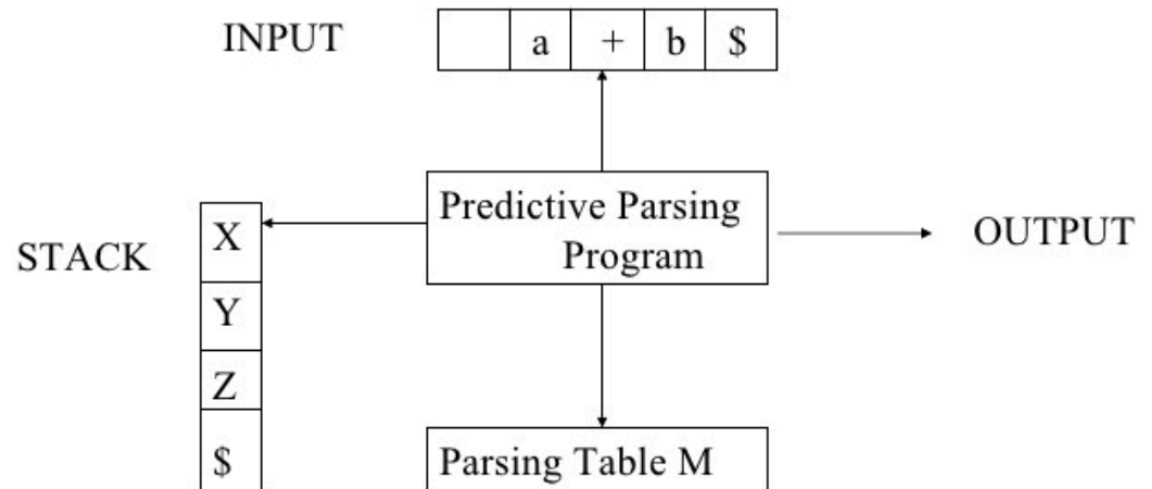 INPUT
a + b $
Predictive Parsing
Program
STACK
X
Y
Z
$
OUTPUT
Parsing Table M